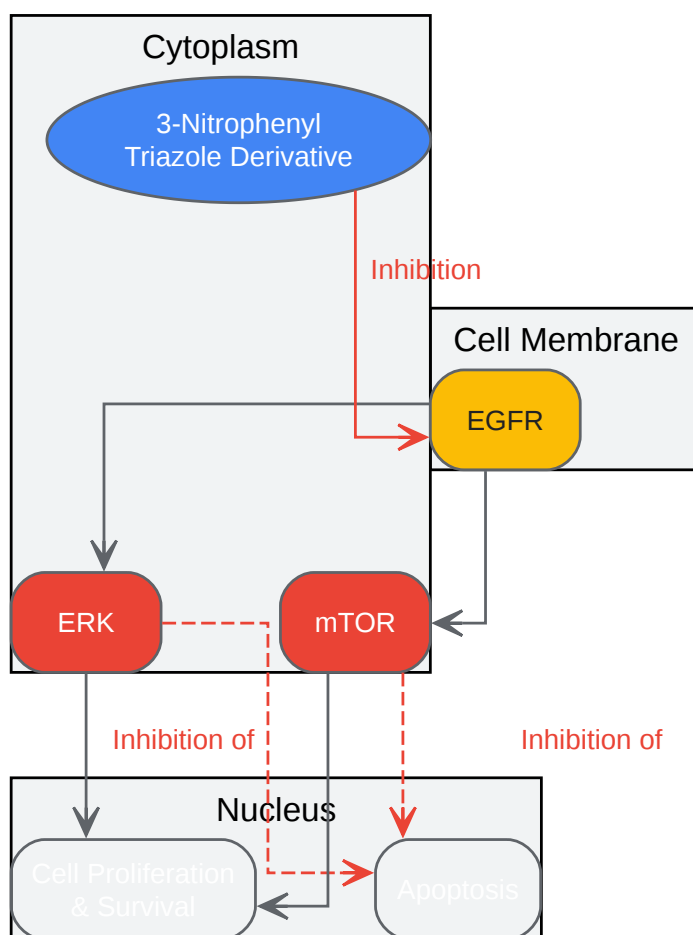 Cytoplasm
3-Nitrophenyl
Triazole Derivative
Inhibition
Cell Membrane
EGFR
ERK
mTOR
Inhibition of
Inhibition of
Nucleus
Cell Proliferation
& Survival
Apoptosis